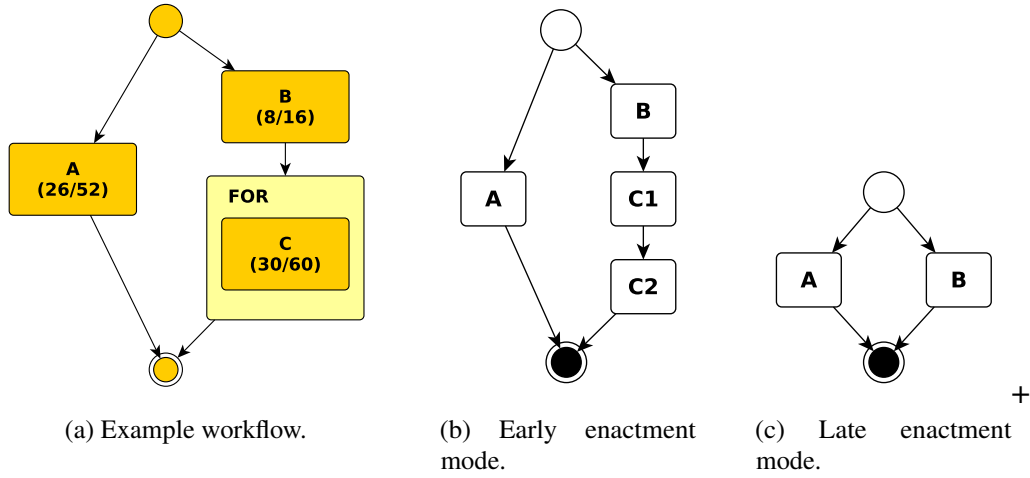 B
(8/16)
A
(26/52)
FOR
C
(30/60)
(a) Example workflow.
B
A
C1
C2
(b) Early enactment
mode.
A
B
+
(c) Late enactment
mode.